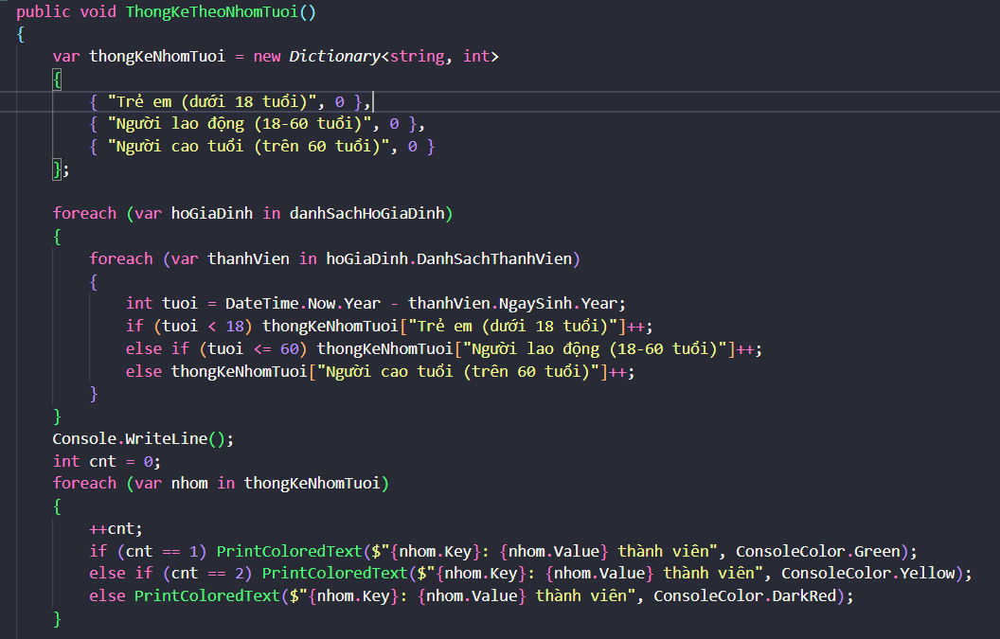 public void ThongKeTheoNhomTuoi()
{
var thongKeNhomTuoi = new Dictionary<string, int>
{
{ "Trẻ em (dưới 18 tuổi)", 0 },
{ "Người lao động (18-60 tuổi)", 0 },
{ "Người cao tuổi (trên 60 tuổi)", 0 }
};
foreach (var hoGiaDinh in danhSachHoGiaDinh)
{
foreach (var thanhVien in hoGiaDinh.DanhSachThanhVien)
{
int tuoi = DateTime.Now.Year - thanhVien.NgaySinh.Year;
if (tuoi < 18) thongKeNhomTuoi["Trẻ em (dưới 18 tuổi)"]++;
else if (tuoi <= 60) thongKeNhomTuoi["Người lao động (18-60 tuổi)"]++;
else thongKeNhomTuoi["Người cao tuổi (trên 60 tuổi)"]++;
}
}
Console.WriteLine();
int cnt = 0;
foreach (var nhom in thongKeNhomTuoi)
{
++cnt;
if (cnt == 1) PrintColoredText($"{nhom.Key}: {nhom.Value} thành viên", ConsoleColor.Green);
else if (cnt == 2) PrintColoredText($"{nhom.Key}: {nhom.Value} thành viên", ConsoleColor.Yellow);
else PrintColoredText($"{nhom.Key}: {nhom.Value} thành viên", ConsoleColor.DarkRed);
}